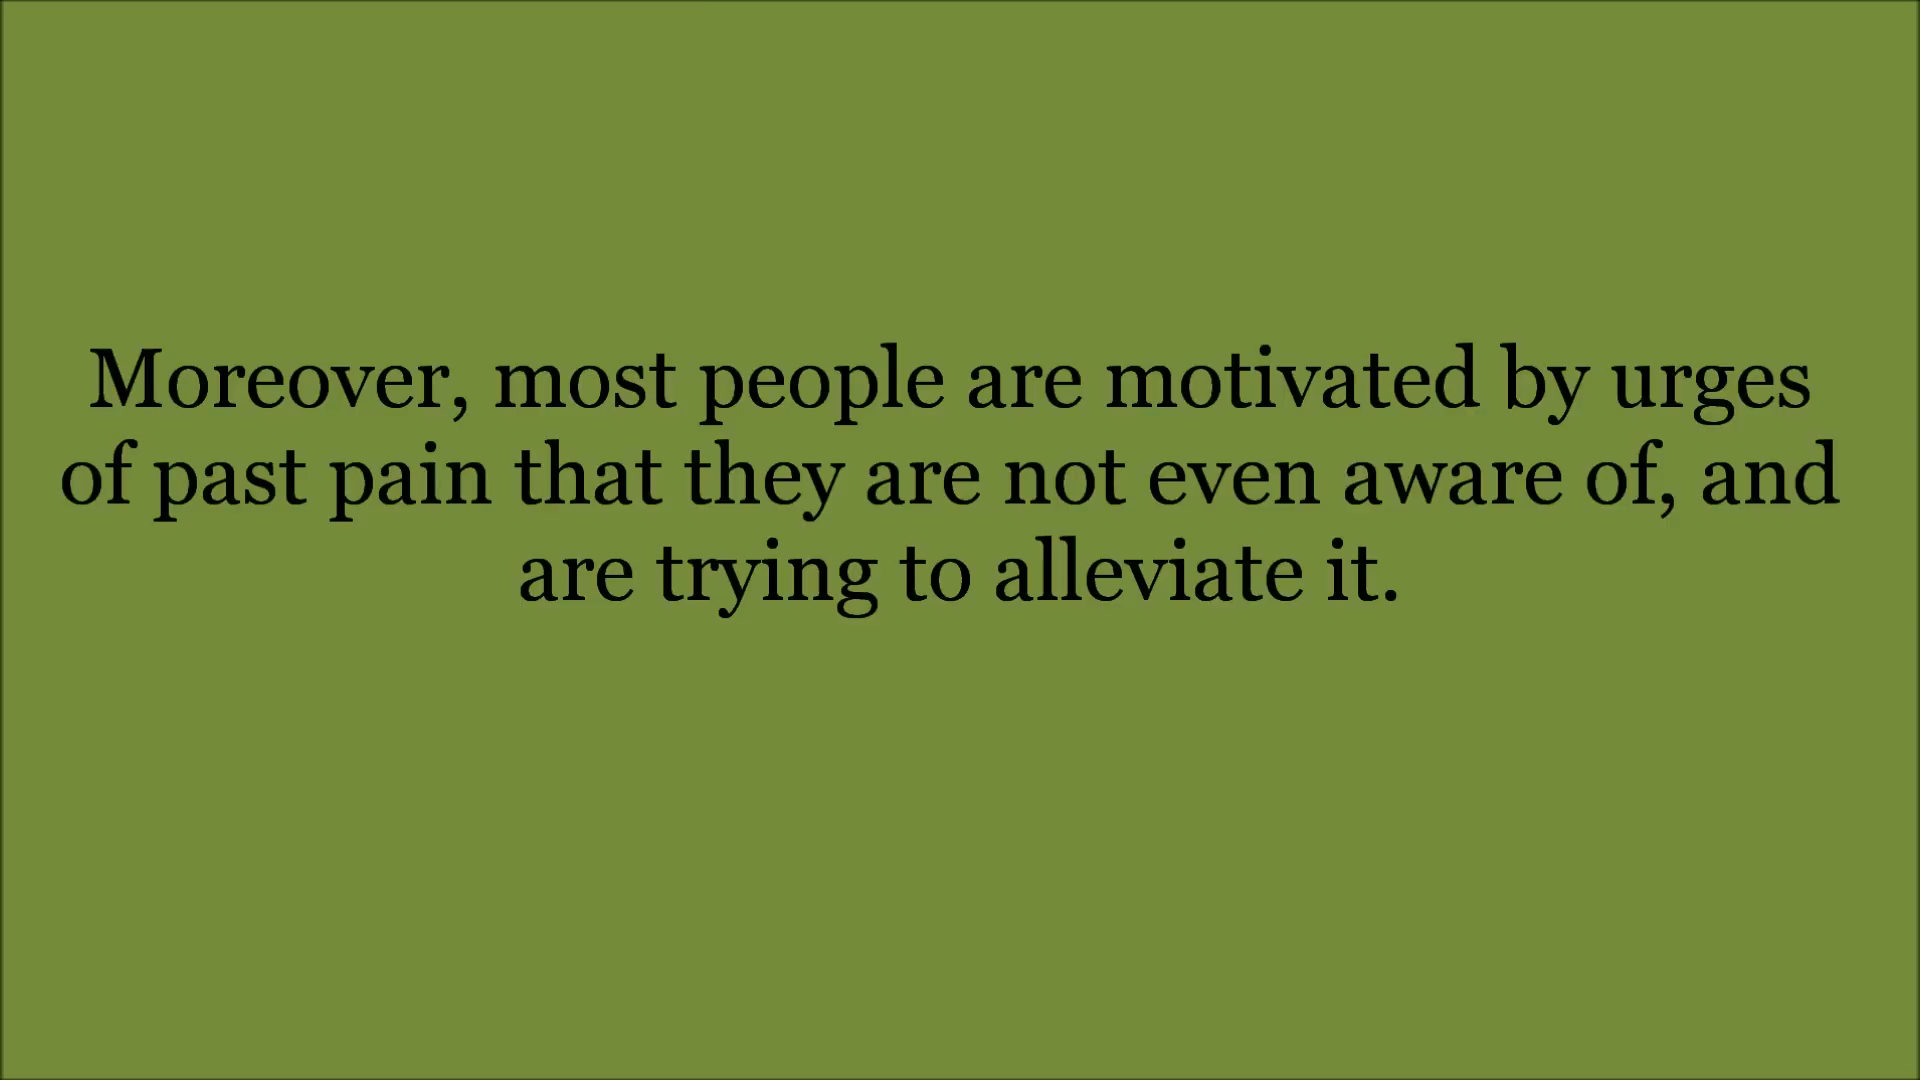 Moreover, most people are motivated by urges
of past pain that they are not even aware of, and
are trying to alleviate it.